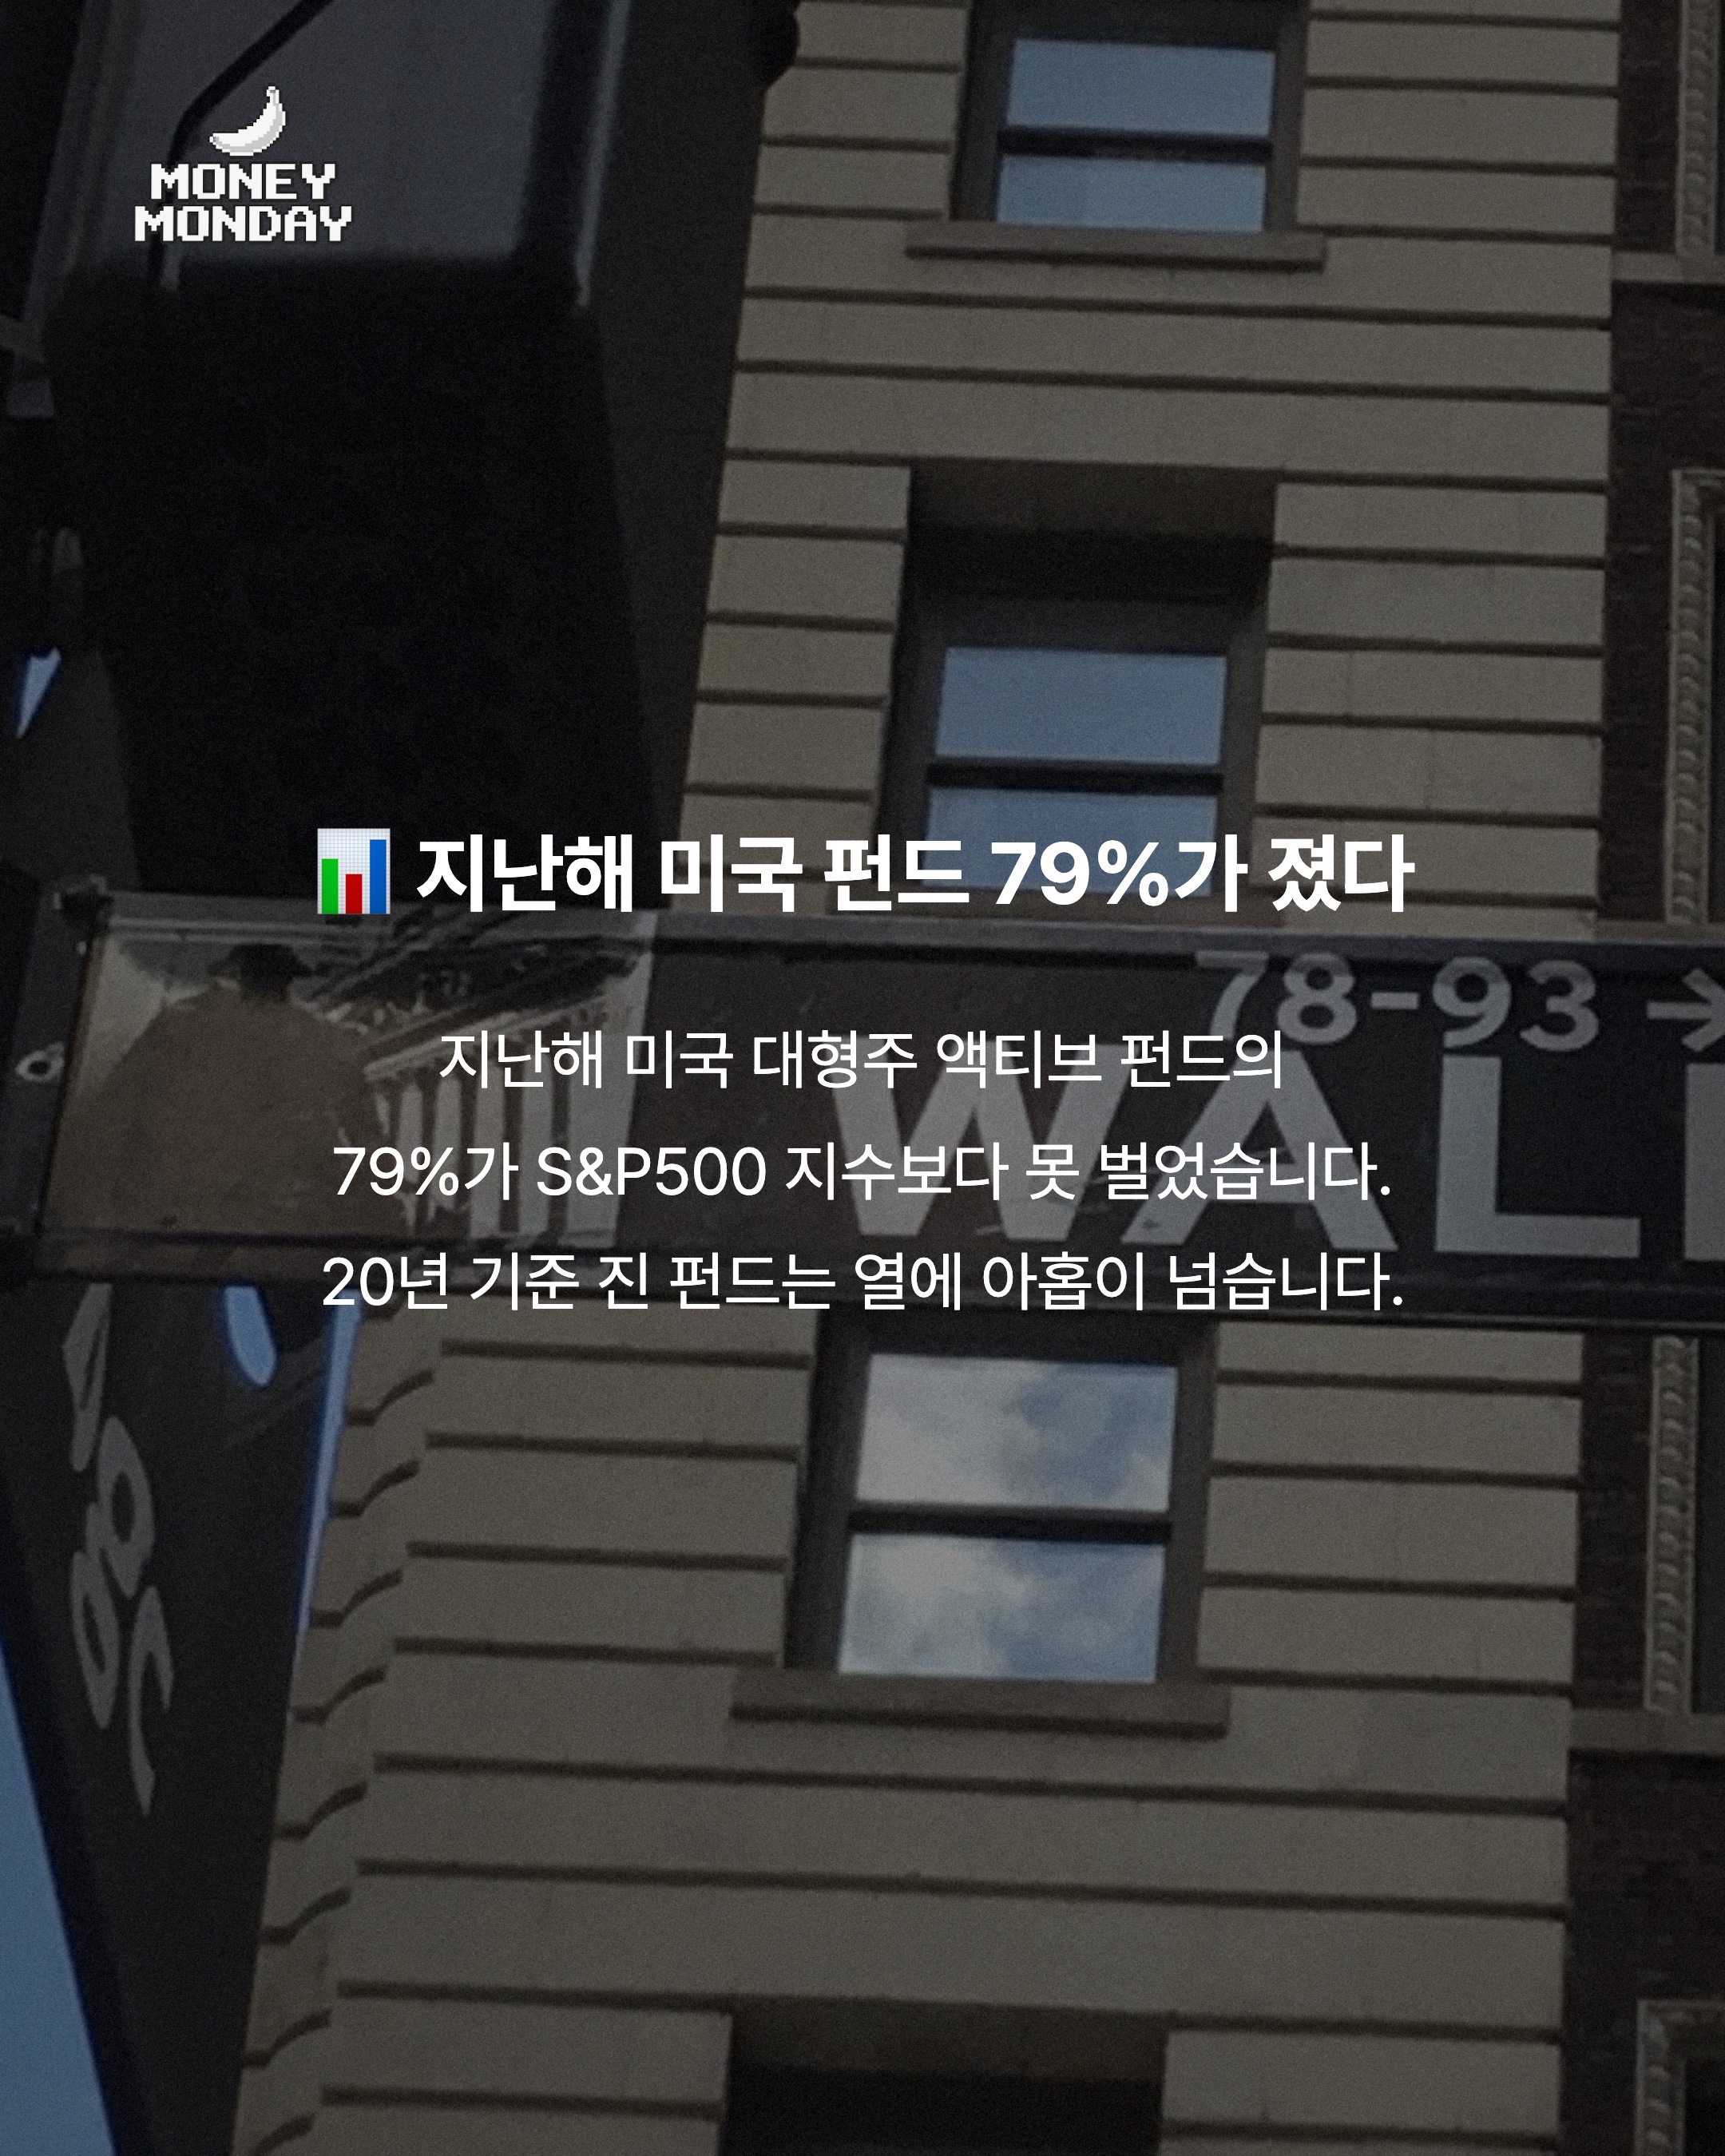 MONEY
MONDAY
📊 지난해 미국 펀드 79%가 졌다
78-93 →
WALL
지난해 미국 대형주 액티브 펀드의
79%가 S&P500 지수보다 못 벌었습니다.
20년 기준 진 펀드는 열에 아홉이 넘습니다.